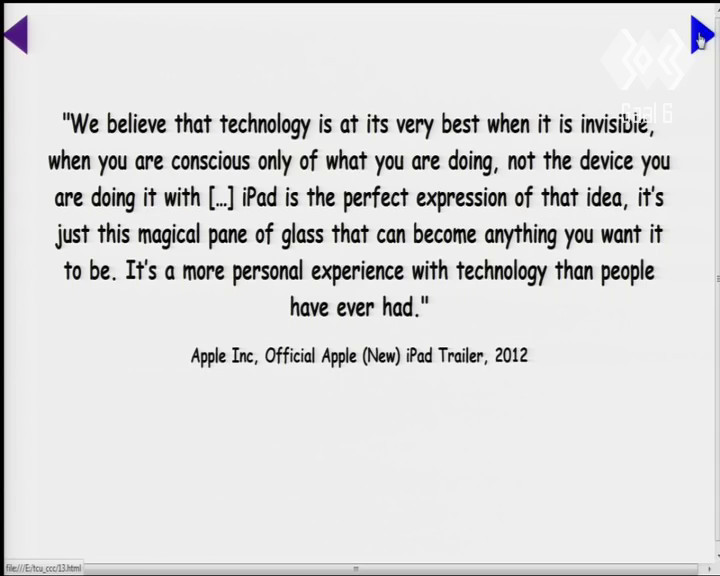 "We believe that technology is at its very best when it is invisible,
when you are conscious only of what you are doing, not the device you
are doing it with [...] iPad is the perfect expression of that idea, it's
just this magical pane of glass that can become anything you want it
to be. It's a more personal experience with technology than people
have ever had."
Apple Inc, Official Apple (New) iPad Trailer, 2012
Saal 6
file:///E:/tcu_ccc/13.html